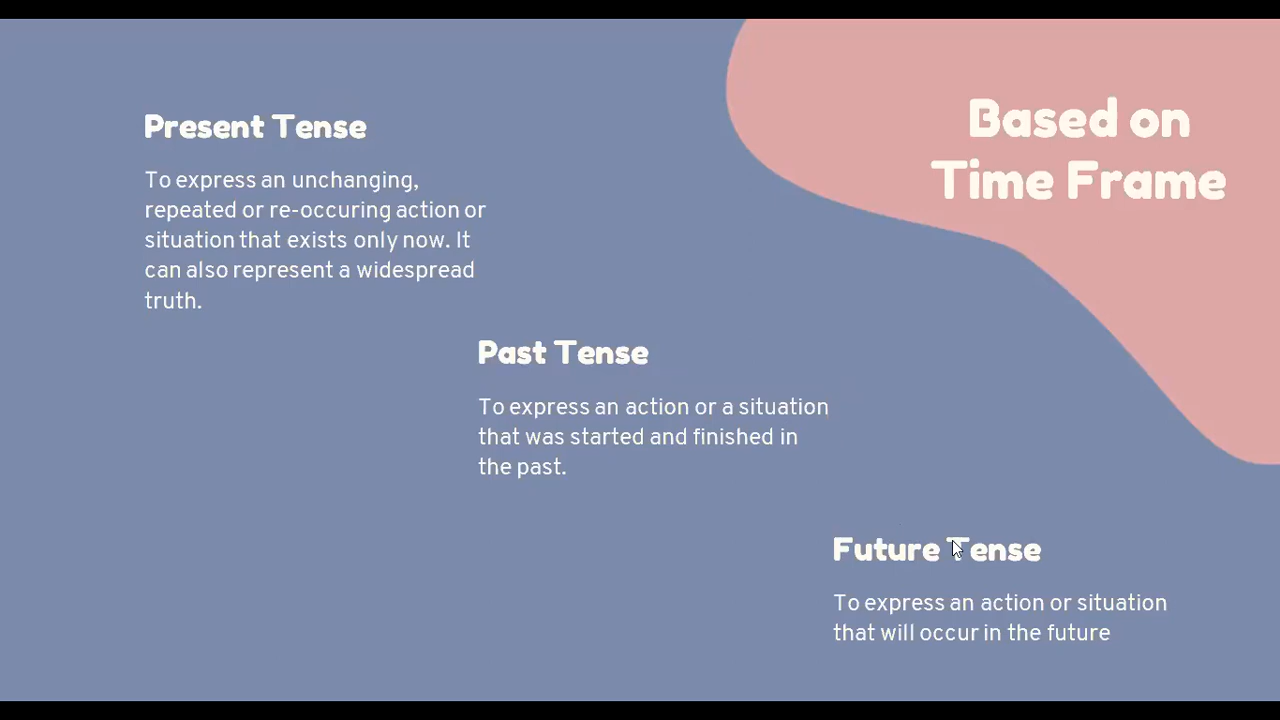 Based on
Time Frame
Present Tense
To express an unchanging,
repeated or re-occuring action or
situation that exists only now. It
can also represent a widespread
truth.
Past Tense
To express an action or a situation
that was started and finished in
the past.
Future Tense
To express an action or situation
that will occur in the future